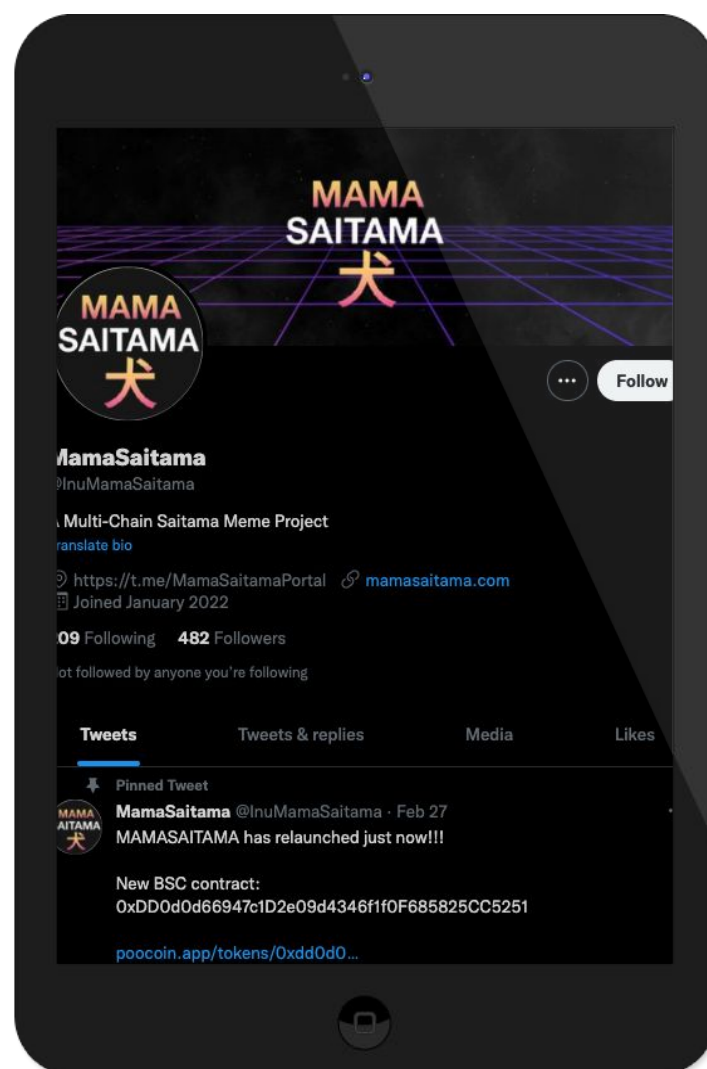 MAMA
SAITAMA
犬
MAMA
SAITAMA
犬
Follow
MamaSaitama
@InuMamaSaitama
A Multi-Chain Saitama Meme Project
ranslate bio
https://t.me/MamaSaitamaPortal mamasaitama.com
Joined January 2022
09 Following 482 Followers
ot followed by anyone you're following
Tweets Tweets & replies Media Likes
Pinned Tweet
MAMA
AITAMA
犬
MamaSaitama @InuMamaSaitama · Feb 27
MAMASAITAMA has relaunched just now!!!
New BSC contract:
0xDD0d0d66947c1D2e09d4346f1f0F685825CC5251
poocoin.app/tokens/0xdd0d0...